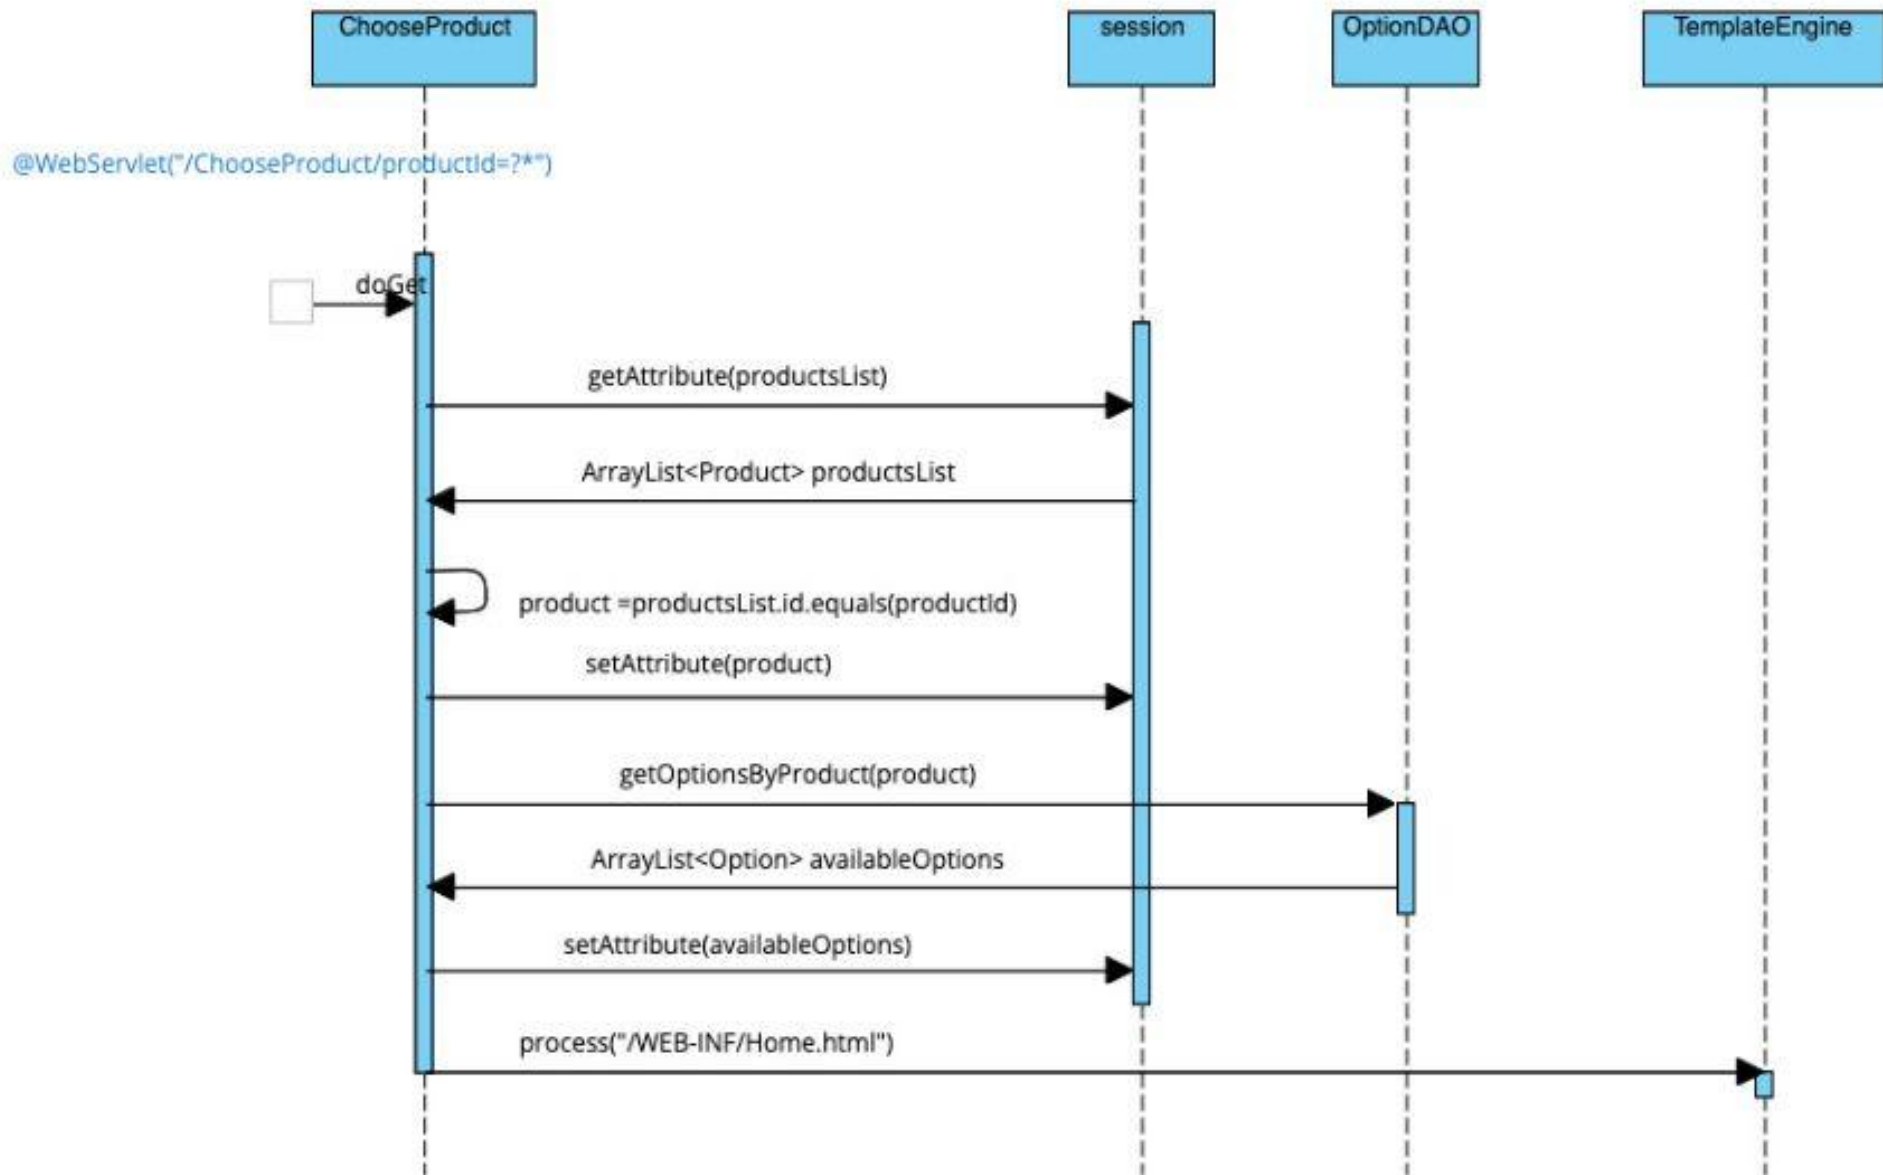 ChooseProduct
session
OptionDAO
TemplateEngine
@WebServlet("/ChooseProduct/productId=?*")
doGet
getAttribute(productsList)
ArrayList<Product> productsList
product =productsList.id.equals(productId)
setAttribute(product)
getOptionsByProduct(product)
ArrayList<Option> availableOptions
setAttribute(availableOptions)
process("/WEB-INF/Home.html")